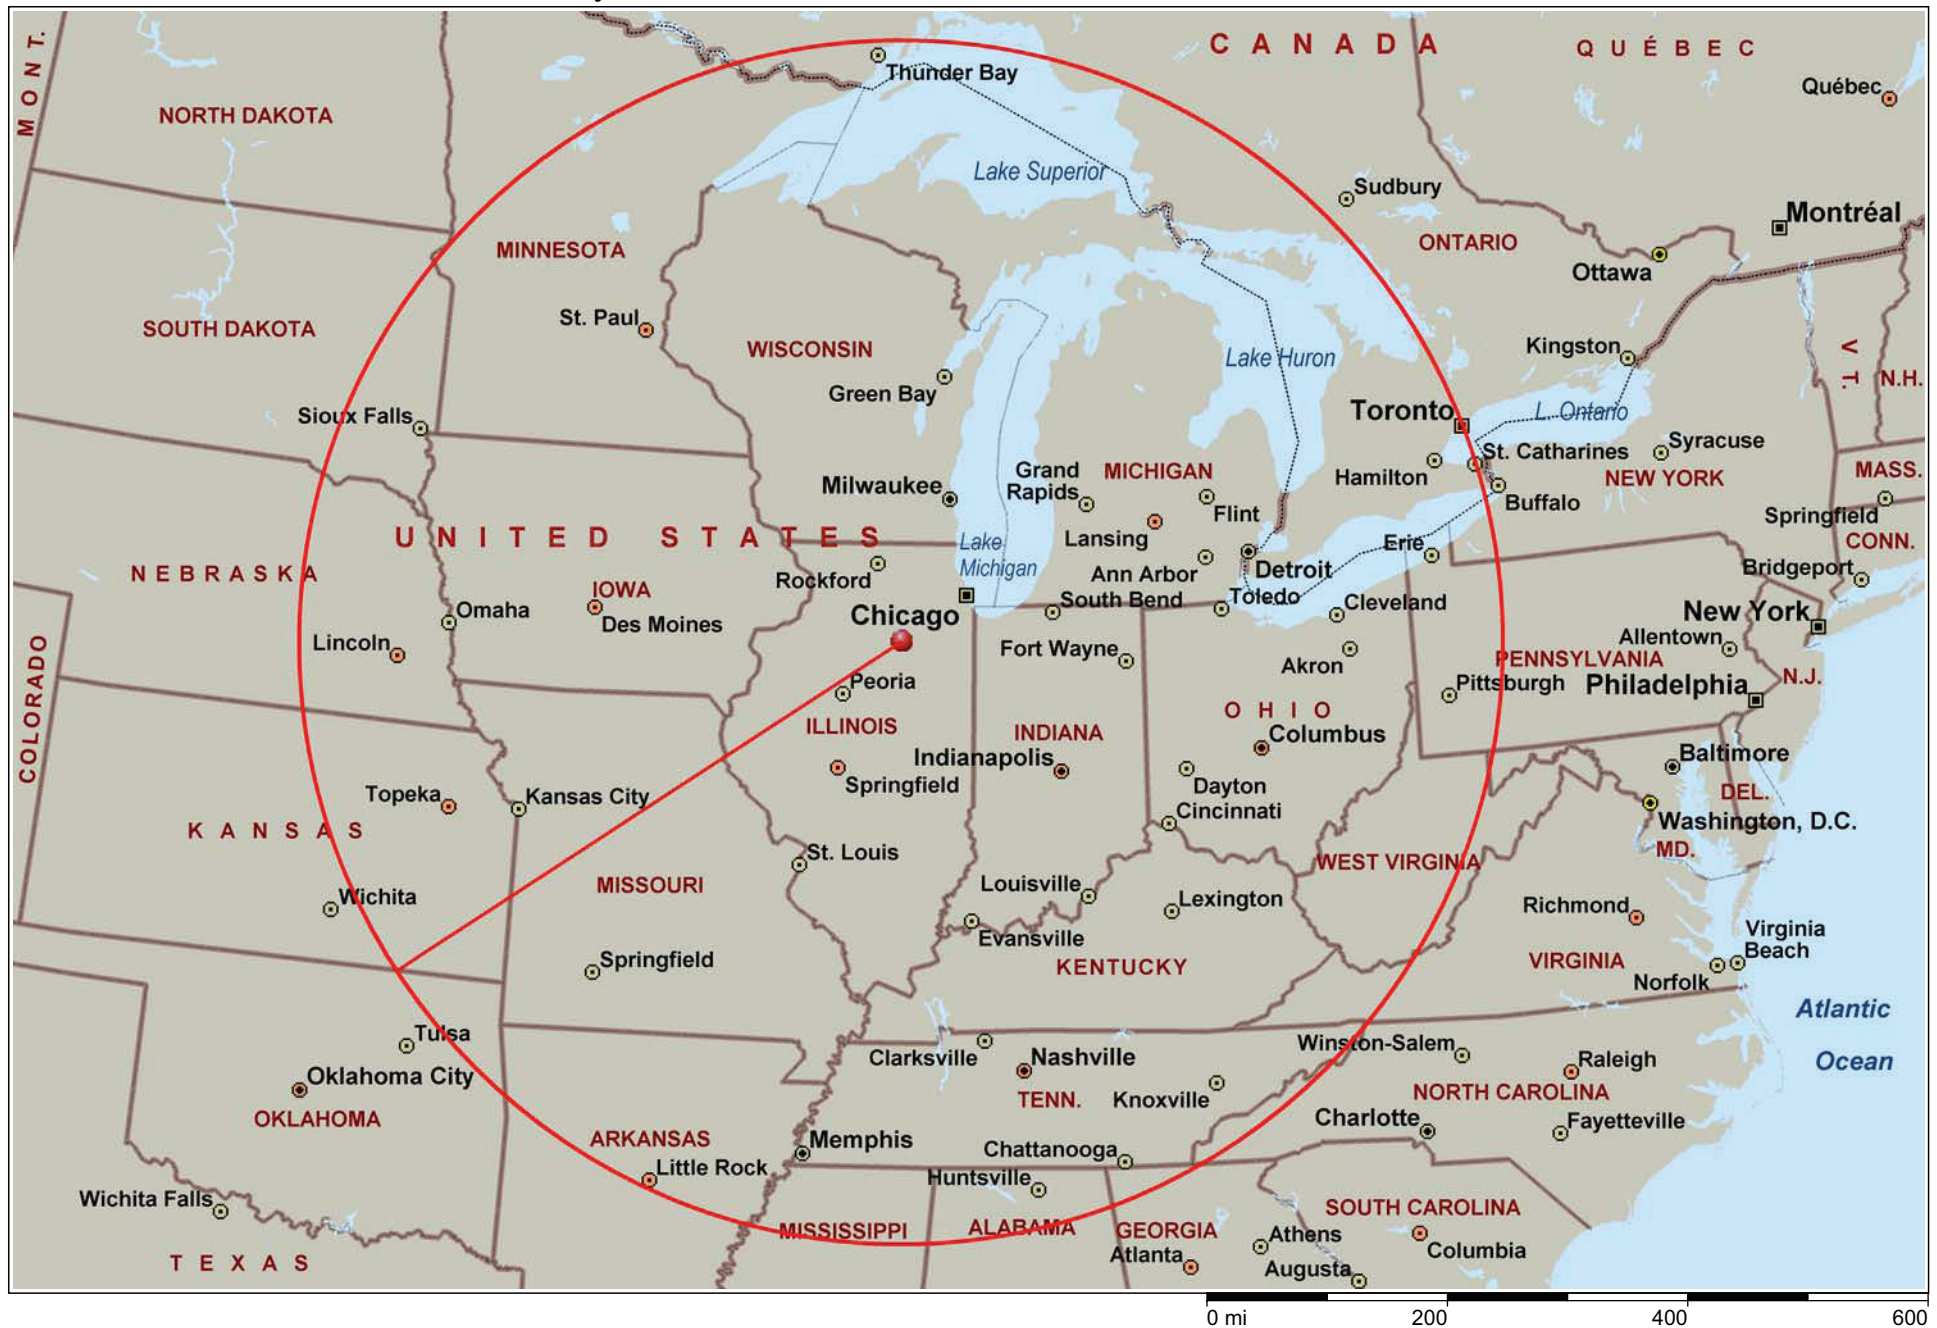 CANADA
QUÉBEC
MONT.
Thunder Bay
Québec
NORTH DAKOTA
Lake Superior
Sudbury
Montréal
MINNESOTA
ONTARIO
Ottawa
St. Paul
SOUTH DAKOTA
WISCONSIN
Lake Huron
Kingston
VT.
N.H.
Green Bay
Sioux Falls
Toronto
L. Ontario
St. Catharines
Syracuse
Hamilton
NEW YORK
MASS.
Grand
Rapids
MICHIGAN
Milwaukee
Flint
Buffalo
Springfield
UNITED STATES
Lansing
Lake
Michigan
Erie
CONN.
NEBRASKA
Rockford
Ann Arbor
Detroit
Bridgeport
IOWA
Omaha
Des Moines
Chicago
South Bend
Toledo
Cleveland
New York
Lincoln
Fort Wayne
Akron
Allentown
PENNSYLVANIA
COLORADO
Peoria
Pittsburgh
Philadelphia
N.J.
ILLINOIS
INDIANA
OHIO
Columbus
Indianapolis
Baltimore
Topeka
Kansas City
Springfield
Dayton
Cincinnati
DEL.
KANSAS
Washington, D.C.
St. Louis
WEST VIRGINIA
MD.
MISSOURI
Louisville
Wichita
Lexington
Richmond
Evansville
Virginia
Beach
Springfield
KENTUCKY
VIRGINIA
Norfolk
Atlantic
Ocean
Tulsa
Clarksville
Nashville
Winston-Salem
Raleigh
Oklahoma City
TENN.
Knoxville
NORTH CAROLINA
OKLAHOMA
Charlotte
Fayetteville
ARKANSAS
Memphis
Chattanooga
Little Rock
Huntsville
Wichita Falls
SOUTH CAROLINA
MISSISSIPPI
ALABAMA
GEORGIA
Athens
Columbia
TEXAS
Atlanta
Augusta
0 mi
200
400
600